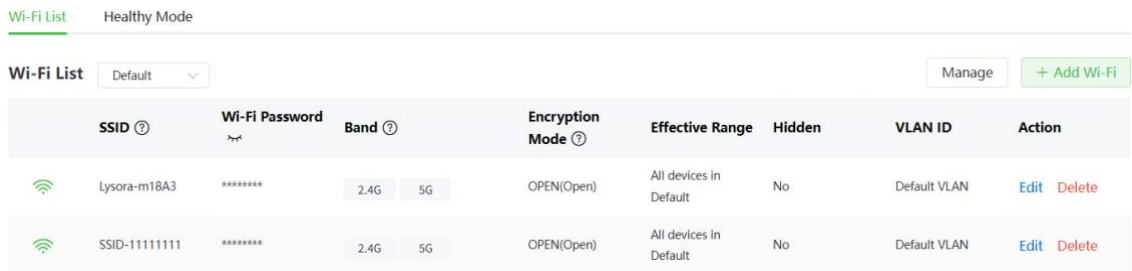 Wi-Fi List Healthy Mode
Wi-Fi List Default Manage + Add Wi-Fi
SSID Wi-Fi Password Band Encryption Mode Effective Range Hidden VLAN ID Action
Lysora-m18A3 ******** 2.4G 5G OPEN(Open) All devices in Default No Default VLAN Edit Delete
SSID-11111111 ******** 2.4G 5G OPEN(Open) All devices in Default No Default VLAN Edit Delete